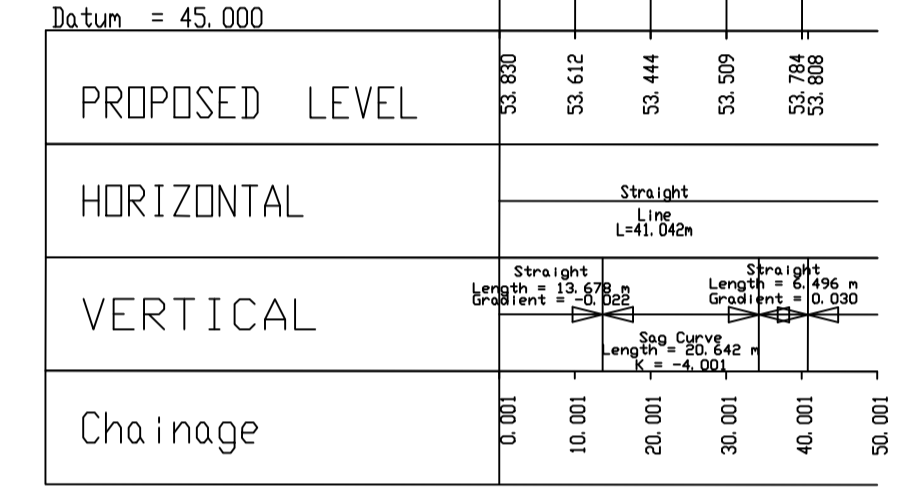 Datum = 45.000
PROPOSED LEVEL
53.830
53.612
53.444
53.509
53.784
53.808
HORIZONTAL
Straight
Line
L=41.042m
VERTICAL
Straight
Length = 13.678 m
Gradient = -0.022
Sag Curve
Length = 20.642 m
K = -4.001
Straight
Length = 6.496 m
Gradient = 0.030
Chainage
0.001
10.001
20.001
30.001
40.001
50.001